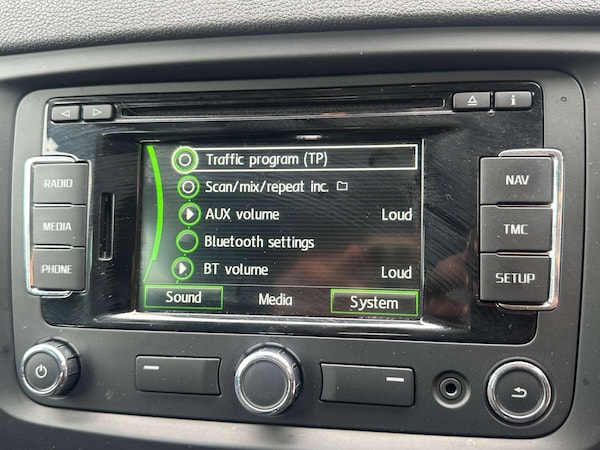 RADIO
MEDIA
PHONE
Traffic program (TP)
Scan/mix/repeat inc.
AUX volume Loud
Bluetooth settings
BT volume Loud
Sound Media System
NAV
TMC
SETUP
i